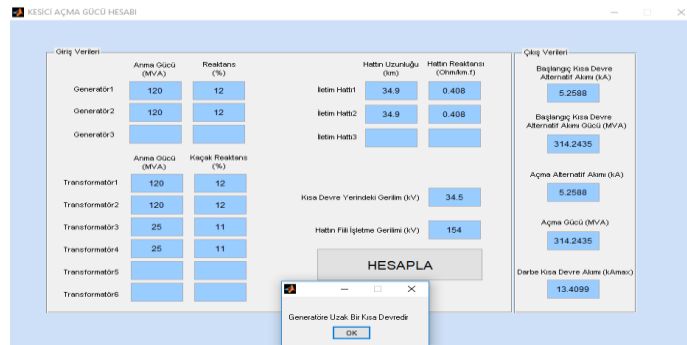 KESİCİ AÇMA GÜCÜ HESABI
Giriş Verileri
Anma Gücü (MVA) Reaktans (%)
Generatör1 120 12
Generatör2 120 12
Generatör3
Anma Gücü (MVA) Kaçak Reaktans (%)
Transformatör1 120 12
Transformatör2 120 12
Transformatör3 25 11
Transformatör4 25 11
Transformatör5
Transformatör6
Hattın Uzunluğu (km) Hattın Reaktansı (Ohm/km.f)
İletim Hattı1 34.9 0.408
İletim Hattı2 34.9 0.408
İletim Hattı3
Kısa Devre Yerindeki Gerilim (kV) 34.5
Hattın Fiili İşletme Gerilimi (kV) 154
HESAPLA
Çıkış Verileri
Başlangıç Kısa Devre
Alternatif Akımı (kA)
5.2588
Başlangıç Kısa Devre
Alternatif Akımı Gücü (MVA)
314.2435
Açma Alternatif Akımı (kA)
5.2588
Açma Gücü (MVA)
314.2435
Darbe Kısa Devre Akımı (kAmax)
13.4099
Generatöre Uzak Bir Kısa Devredir
OK